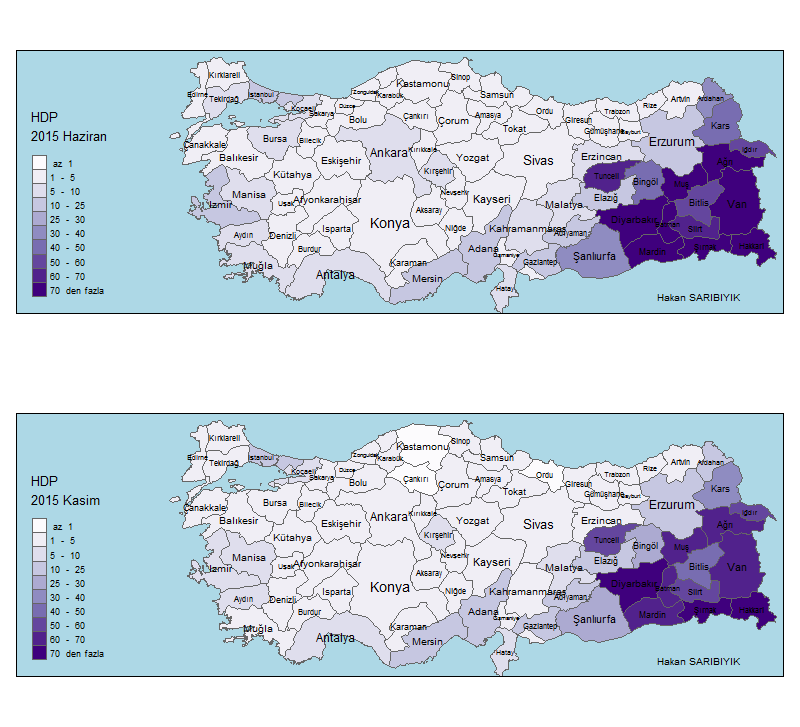 HDP
2015 Haziran
az 1
1 - 5
5 - 10
10 - 25
25 - 30
30 - 40
40 - 50
50 - 60
60 - 70
70 den fazla
Kırklareli
Edirne
Tekirdağ
İstanbul
Kocaeli
Sakarya
Düzce
Zonguldak
Karabük
Bolu
Kastamonu
Sinop
Çankırı
Çorum
Samsun
Amasya
Tokat
Ordu
Giresun
Gümüşhane
Trabzon
Bayburt
Rize
Artvin
Ardahan
Kars
Iğdır
Ağrı
Erzurum
Erzincan
Çanakkale
Balıkesir
Bursa
Bilecik
Kütahya
Eskişehir
Ankara
Kırıkkale
Kırşehir
Yozgat
Sivas
Tunceli
Bingöl
Muş
Van
Bitlis
Elazığ
Malatya
Kayseri
Nevşehir
Manisa
İzmir
Uşak
Afyonkarahisar
Konya
Aksaray
Niğde
Kahramanmaraş
Adıyaman
Diyarbakır
Batman
Siirt
Şırnak
Hakkari
Mardin
Şanlıurfa
Gaziantep
Osmaniye
Adana
Hatay
Mersin
Karaman
Isparta
Burdur
Denizli
Aydın
Muğla
Antalya
Hakan SARIBIYIK
HDP
2015 Kasim
az 1
1 - 5
5 - 10
10 - 25
25 - 30
30 - 40
40 - 50
50 - 60
60 - 70
70 den fazla
Kırklareli
Edirne
Tekirdağ
İstanbul
Kocaeli
Sakarya
Düzce
Zonguldak
Karabük
Bolu
Kastamonu
Sinop
Çankırı
Çorum
Samsun
Amasya
Tokat
Ordu
Giresun
Gümüşhane
Trabzon
Bayburt
Rize
Artvin
Ardahan
Kars
Iğdır
Ağrı
Erzurum
Erzincan
Çanakkale
Balıkesir
Bursa
Bilecik
Kütahya
Eskişehir
Ankara
Kırıkkale
Kırşehir
Yozgat
Sivas
Tunceli
Bingöl
Muş
Van
Bitlis
Elazığ
Malatya
Kayseri
Nevşehir
Manisa
İzmir
Uşak
Afyonkarahisar
Konya
Aksaray
Niğde
Kahramanmaraş
Adıyaman
Diyarbakır
Batman
Siirt
Şırnak
Hakkari
Mardin
Şanlıurfa
Gaziantep
Osmaniye
Adana
Hatay
Mersin
Karaman
Isparta
Burdur
Denizli
Aydın
Muğla
Antalya
Hakan SARIBIYIK